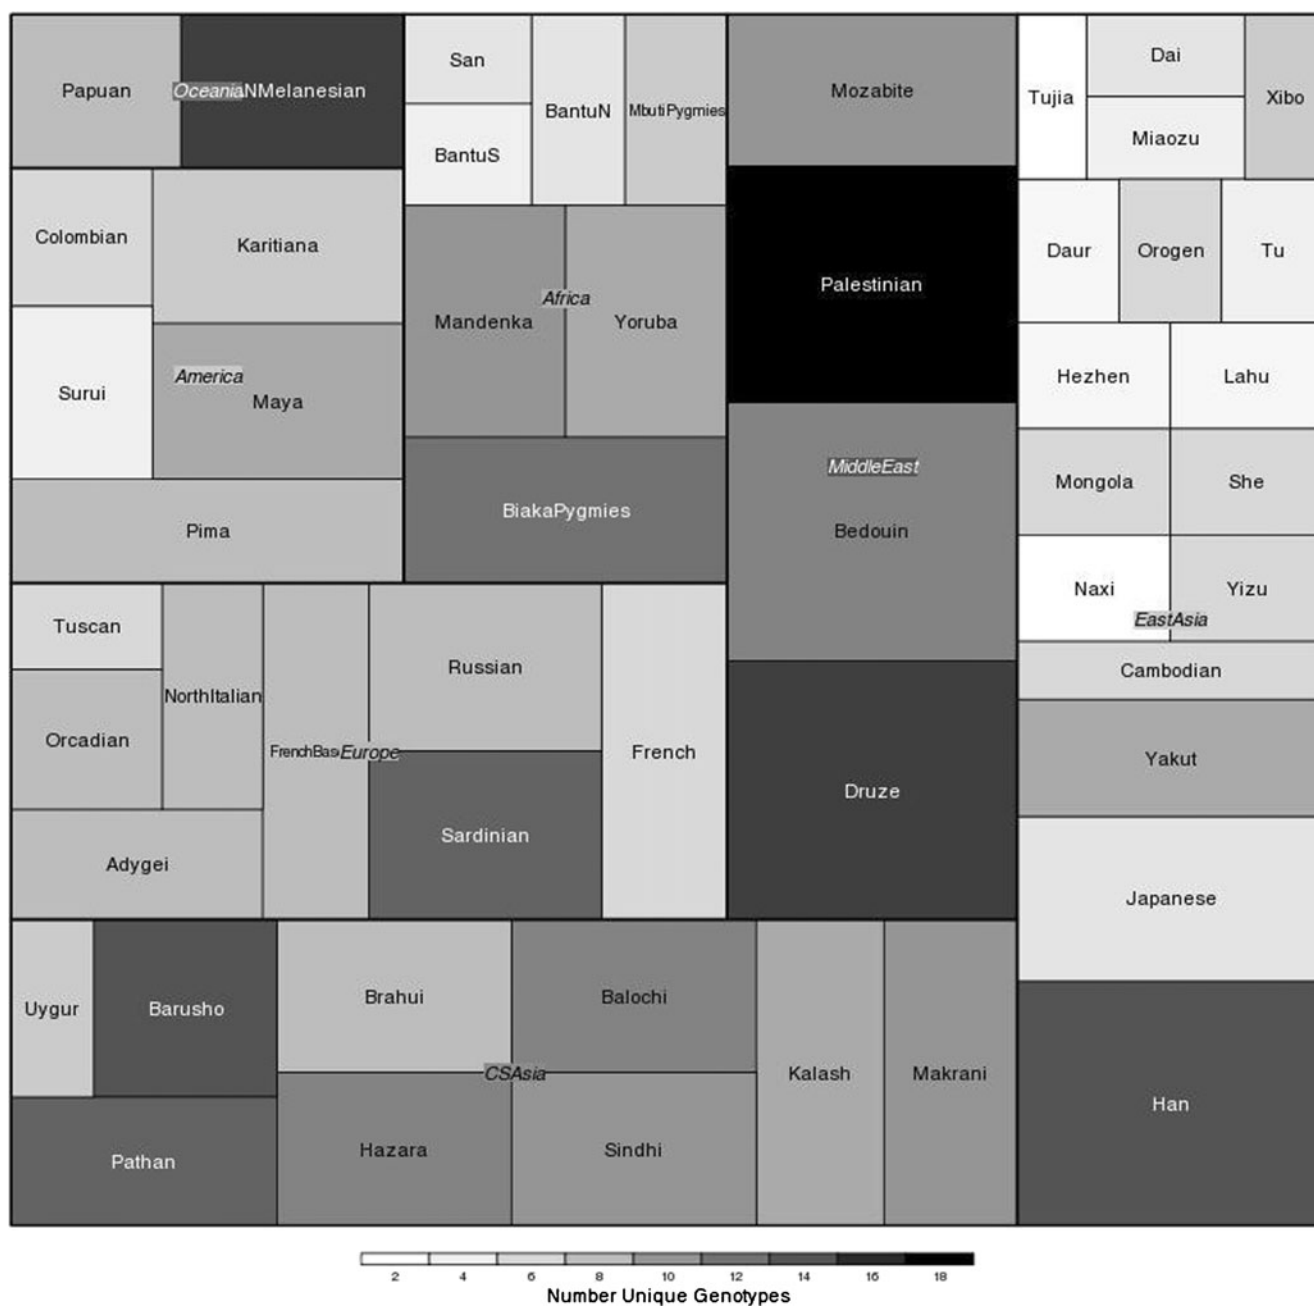 Papuan
Oceania
NMelanesian
San
BantuN
MbutiPygmies
BantuS
Mozabite
Tujia
Dai
Xibo
Miaozu
Colombian
Karitiana
Palestinian
Daur
Orogen
Tu
Mandenka
Africa
Yoruba
America
Surui
Maya
Hezhen
Lahu
MiddleEast
Mongola
She
Pima
BiakaPygmies
Bedouin
Naxi
Yizu
EastAsia
Tuscan
NorthItalian
Russian
Cambodian
Orcadian
FrenchBas
Europe
French
Yakut
Adygei
Sardinian
Druze
Japanese
Uygur
Barusho
Brahui
Balochi
CSAsia
Kalash
Makrani
Han
Pathan
Hazara
Sindhi
2 4 6 8 10 12 14 16 18
Number Unique Genotypes